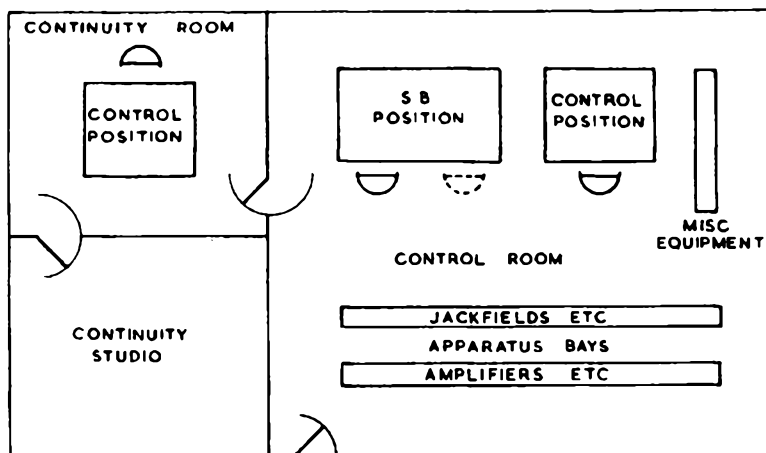 CONTINUITY ROOM
CONTROL
POSITION
S B
POSITION
CONTROL
POSITION
MISC
EQUIPMENT
CONTROL ROOM
CONTINUITY
STUDIO
JACKFIELDS ETC
APPARATUS BAYS
AMPLIFIERS ETC